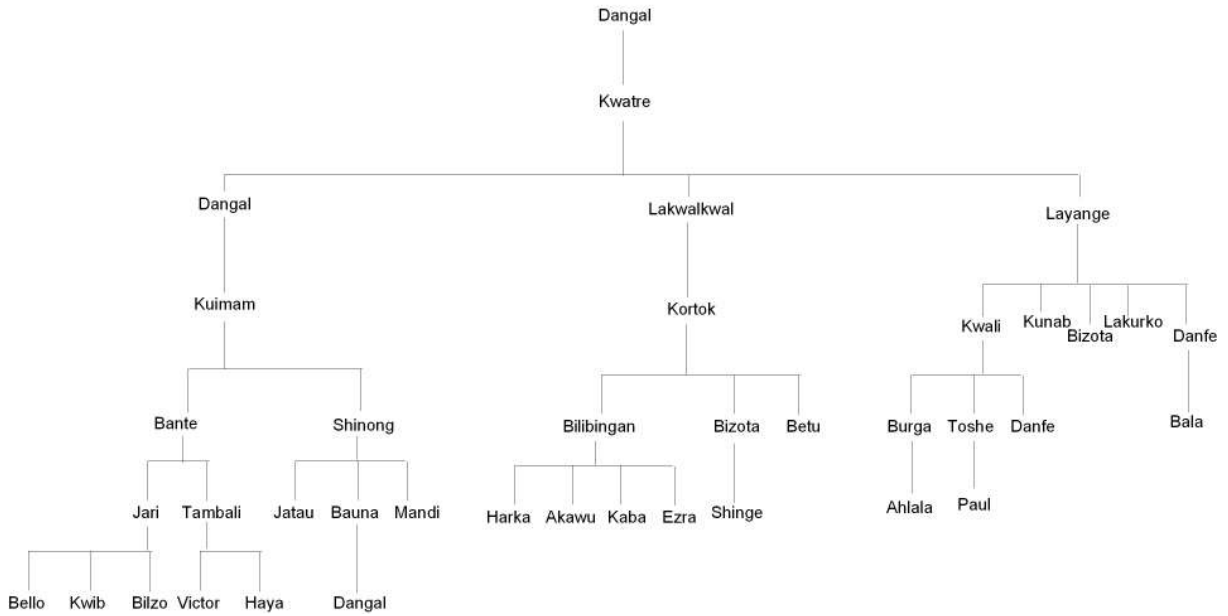 Dangal
Kwatre
Dangal
Lakwalkwal
Layange
Kuimam
Kortok
Kwali
Kunab
Bizota
Lakurko
Danfe
Bante
Shinong
Bilibingan
Bizota
Betu
Burga
Toshe
Danfe
Bala
Jari
Tambali
Jatau
Bauna
Mandi
Harka
Akawu
Kaba
Ezra
Shinge
Ahlala
Paul
Bello
Kwib
Bilzo
Victor
Haya
Dangal